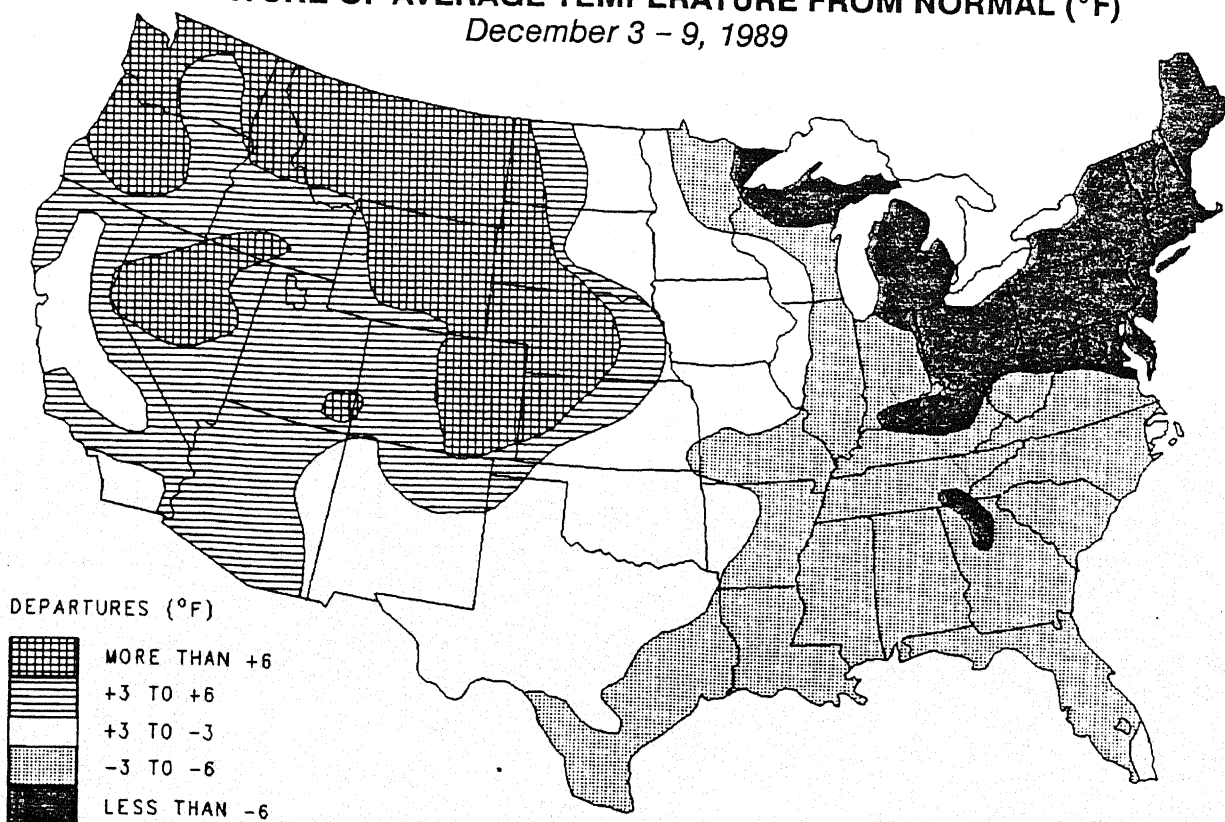 OF AVERAGE TEMPERATURE FROM NORMAL (°F)
December 3 – 9, 1989
DEPARTURES (°F)
MORE THAN +6
+3 TO +6
+3 TO -3
-3 TO -6
LESS THAN -6